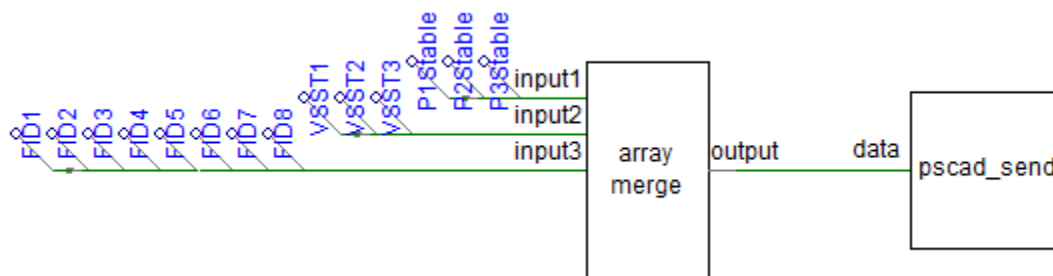 P1Stable
P2Stable
P3Stable
input1
VSST1
VSST2
VSST3
input2
FID1
FID2
FID3
FID4
FID5
FID6
FID7
FID8
input3
array
merge
output
data
pscad_send